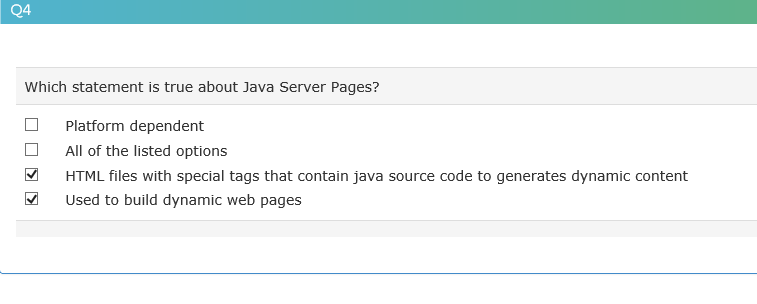 Q4
Which statement is true about Java Server Pages?
Platform dependent
All of the listed options
HTML files with special tags that contain java source code to generates dynamic content
Used to build dynamic web pages